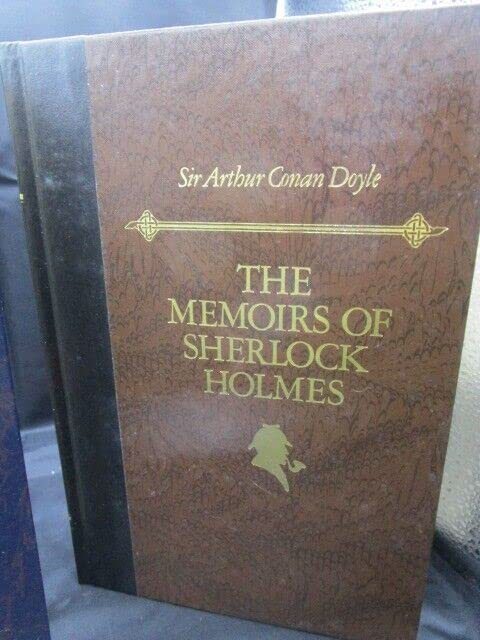 Sir Arthur Conan Doyle
THE
MEMOIRS OF
SHERLOCK
HOLMES